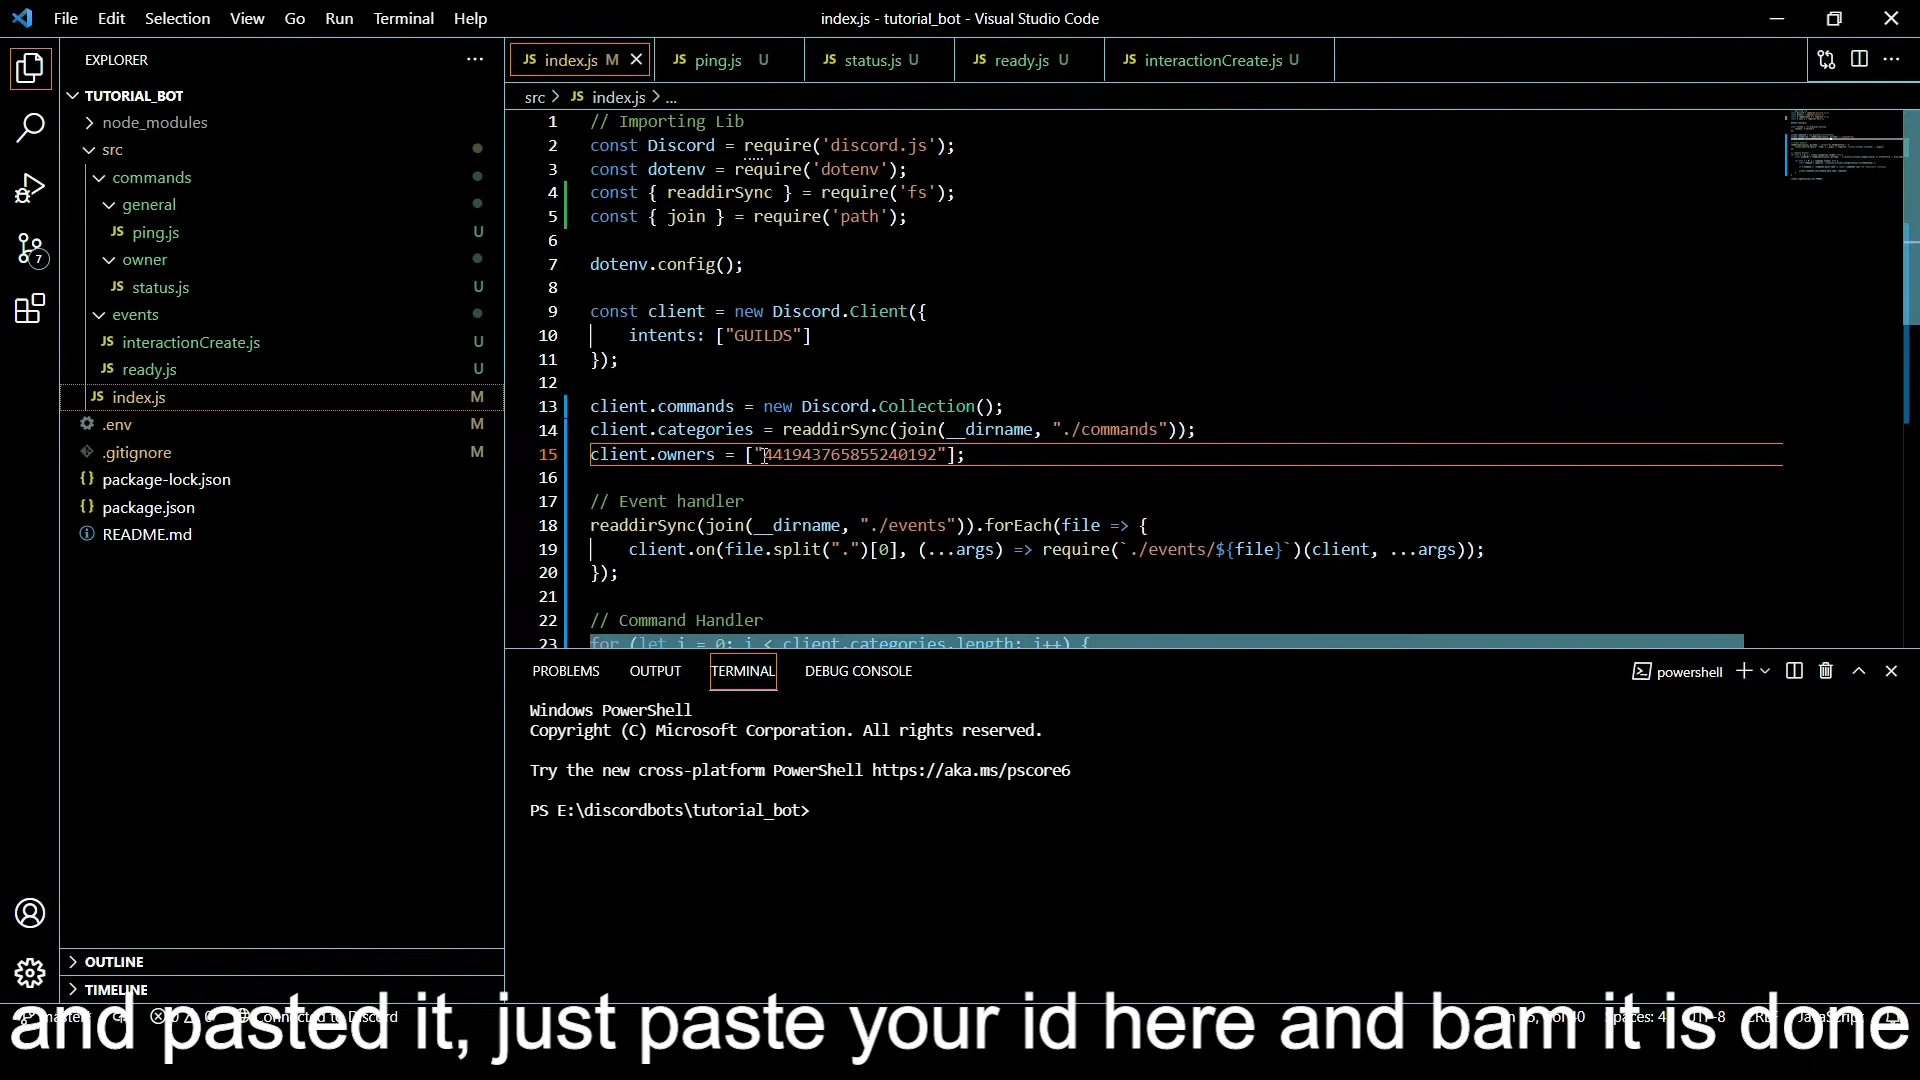 File Edit Selection View Go Run Terminal Help
index.js - tutorial_bot - Visual Studio Code
EXPLORER
TUTORIAL_BOT
node_modules
src
commands
general
JS ping.js U
owner
JS status.js U
events
JS interactionCreate.js U
JS ready.js U
JS index.js M
.env M
.gitignore M
{} package-lock.json
{} package.json
README.md
OUTLINE
TIMELINE
7
JS index.js M
JS ping.js U
JS status.js U
JS ready.js U
JS interactionCreate.js U
src > JS index.js > ...
1 // Importing Lib
2 const Discord = require('discord.js');
3 const dotenv = require('dotenv');
4 const { readdirSync } = require('fs');
5 const { join } = require('path');
6
7 dotenv.config();
8
9 const client = new Discord.Client({
10 intents: ["GUILDS"]
11 });
12
13 client.commands = new Discord.Collection();
14 client.categories = readdirSync(join(__dirname, "./commands"));
15 client.owners = ["441943765855240192"];
16
17 // Event handler
18 readdirSync(join(__dirname, "./events")).forEach(file => {
19 client.on(file.split(".")[0], (...args) => require(`./events/${file}`)(client, ...args));
20 });
21
22 // Command Handler
23 for (let i = 0; i < client.categories.length; i++) {
PROBLEMS OUTPUT TERMINAL DEBUG CONSOLE
powershell
Windows PowerShell
Copyright (C) Microsoft Corporation. All rights reserved.
Try the new cross-platform PowerShell https://aka.ms/pscore6
PS E:\discordbots\tutorial_bot>
and pasted it, just paste your id here and bam it is done